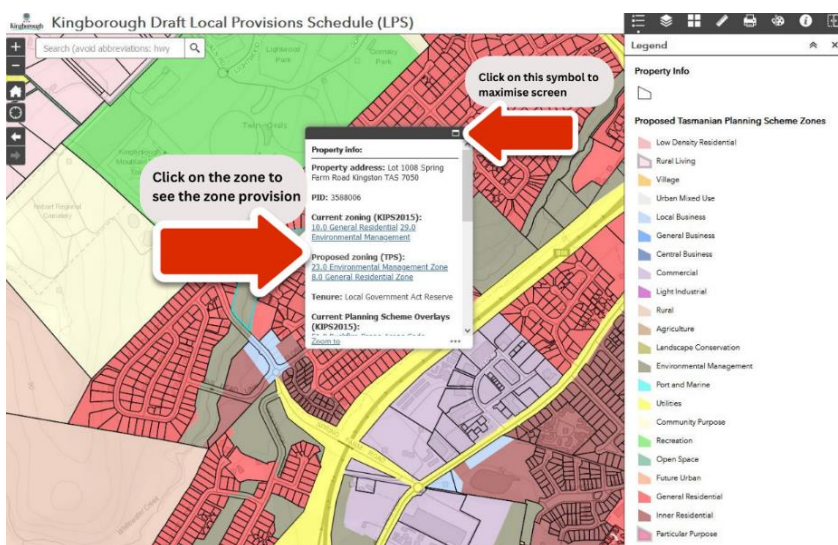 Kingborough Kingborough Draft Local Provisions Schedule (LPS)
Search (avoid abbreviations: hwy
Legend
Property Info
Proposed Tasmanian Planning Scheme Zones
Low Density Residential
Rural Living
Village
Urban Mixed Use
Local Business
General Business
Central Business
Commercial
Light Industrial
Rural
Agriculture
Landscape Conservation
Environmental Management
Port and Marine
Utilities
Community Purpose
Recreation
Open Space
Future Urban
General Residential
Inner Residential
Particular Purpose
Click on this symbol to
maximise screen
Click on the zone to
see the zone provision
Property info:
Property address: Lot 1008 Spring
Farm Road Kingston TAS 7050
PID: 3588006
Current zoning (KIPS2015):
10.0 General Residential 29.0
Environmental Management
Proposed zoning (TPS):
23.0 Environmental Management Zone
8.0 General Residential Zone
Tenure: Local Government Act Reserve
Current Planning Scheme Overlays
(KIPS2015):
Zoom to
Lightwood
Park
Gormley
Park
Twin Ovals